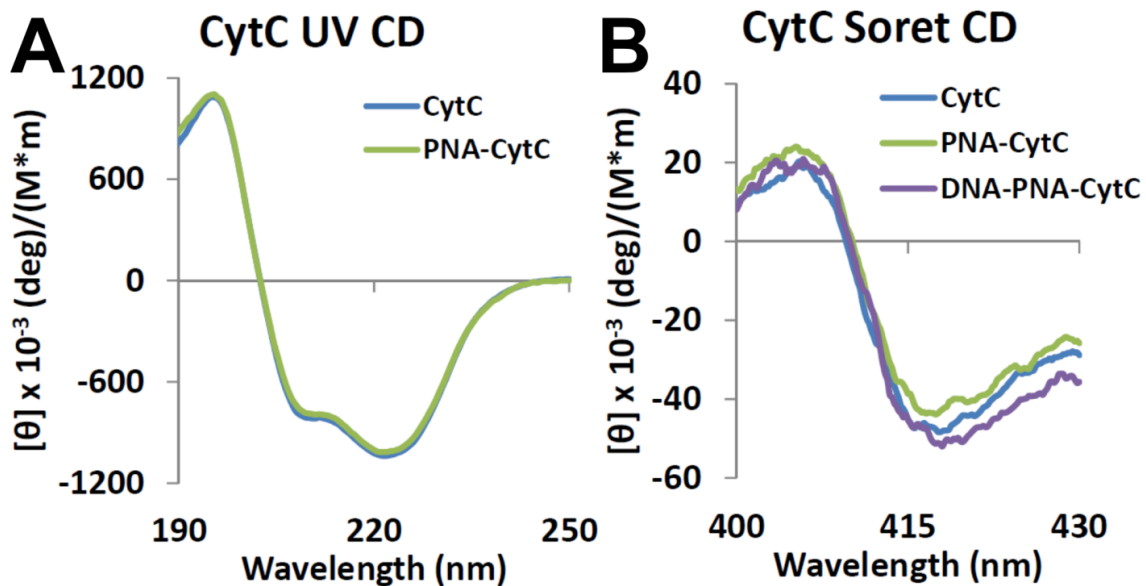 A
CytC UV CD
[θ] x 10⁻³ (deg)/(M*m)
1200
600
0
-600
-1200
CytC
PNA-CytC
190
220
250
Wavelength (nm)
B
CytC Soret CD
[θ] x 10⁻³ (deg)/(M*m)
40
20
0
-20
-40
-60
CytC
PNA-CytC
DNA-PNA-CytC
400
415
430
Wavelength (nm)